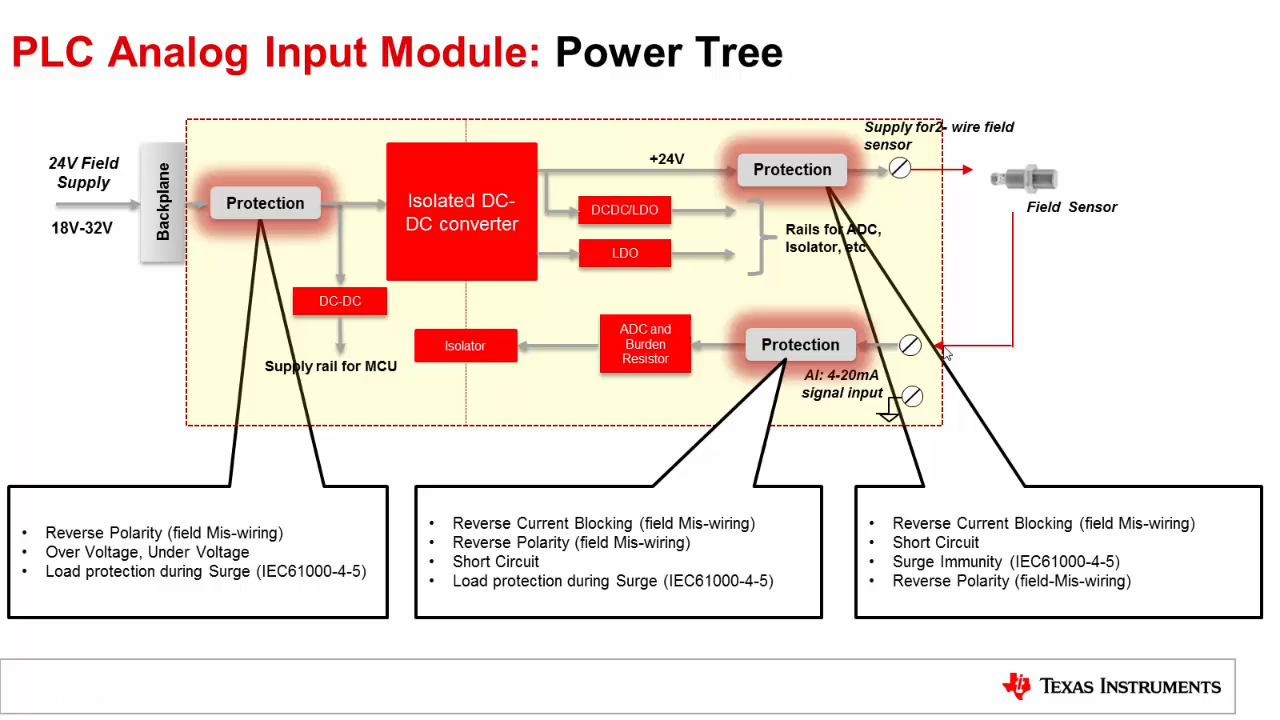 PLC Analog Input Module: Power Tree
24V Field
Supply
18V-32V
Backplane
Protection
Isolated DC-
DC converter
+24V
Protection
Supply for2- wire field
sensor
Field Sensor
DCDC/LDO
LDO
Rails for ADC,
Isolator, etc
DC-DC
Supply rail for MCU
Isolator
ADC and
Burden
Resistor
Protection
AI: 4-20mA
signal input
• Reverse Polarity (field Mis-wiring)
• Over Voltage, Under Voltage
• Load protection during Surge (IEC61000-4-5)
• Reverse Current Blocking (field Mis-wiring)
• Reverse Polarity (field Mis-wiring)
• Short Circuit
• Load protection during Surge (IEC61000-4-5)
• Reverse Current Blocking (field Mis-wiring)
• Short Circuit
• Surge Immunity (IEC61000-4-5)
• Reverse Polarity (field-Mis-wiring)
TEXAS INSTRUMENTS